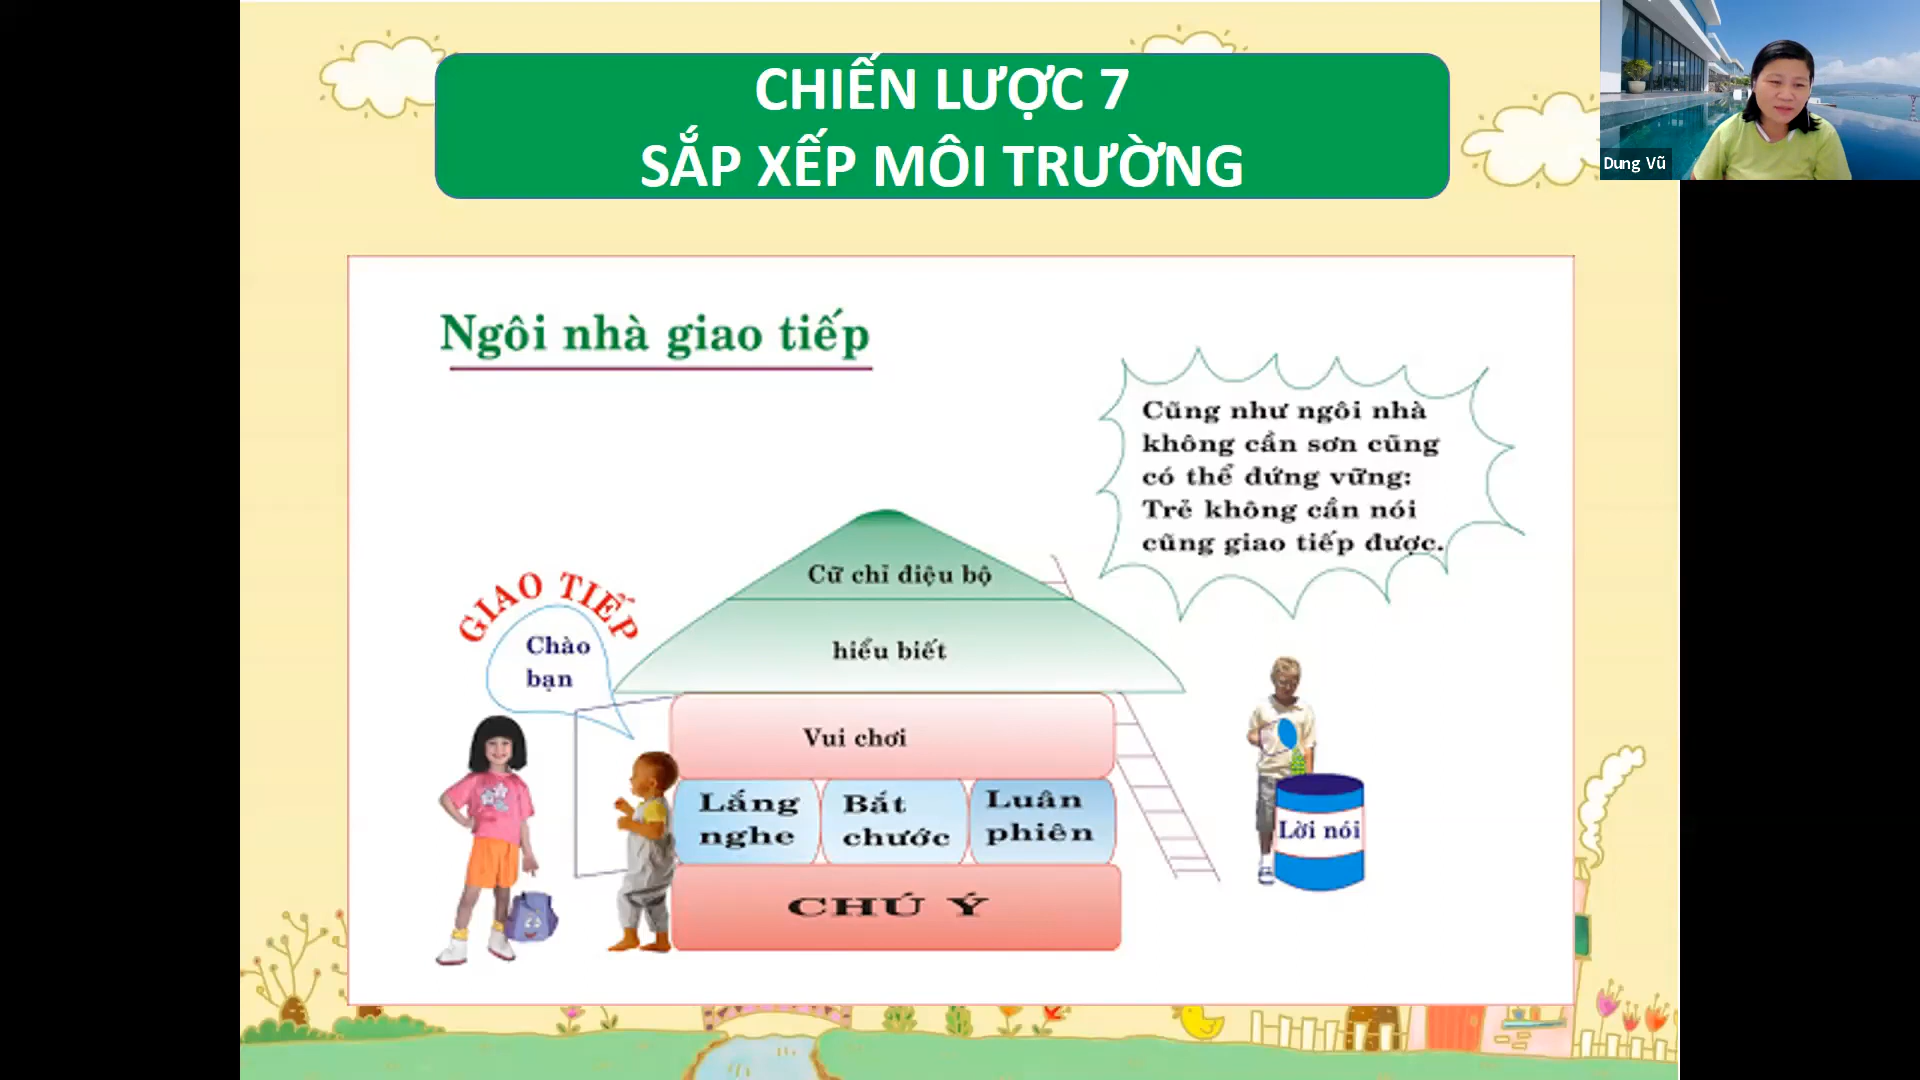 CHIẾN LƯỢC 7
SẮP XẾP MÔI TRƯỜNG
Dung Vũ
Ngôi nhà giao tiếp
Cũng như ngôi nhà
không cần sơn cũng
có thể đứng vững:
Trẻ không cần nói
cũng giao tiếp được.
GIAO TIẾP
Chào
bạn
Cữ chỉ điệu bộ
hiểu biết
Vui chơi
Lắng
nghe
Bắt
chước
Luân
phiên
CHÚ Ý
Lời nói